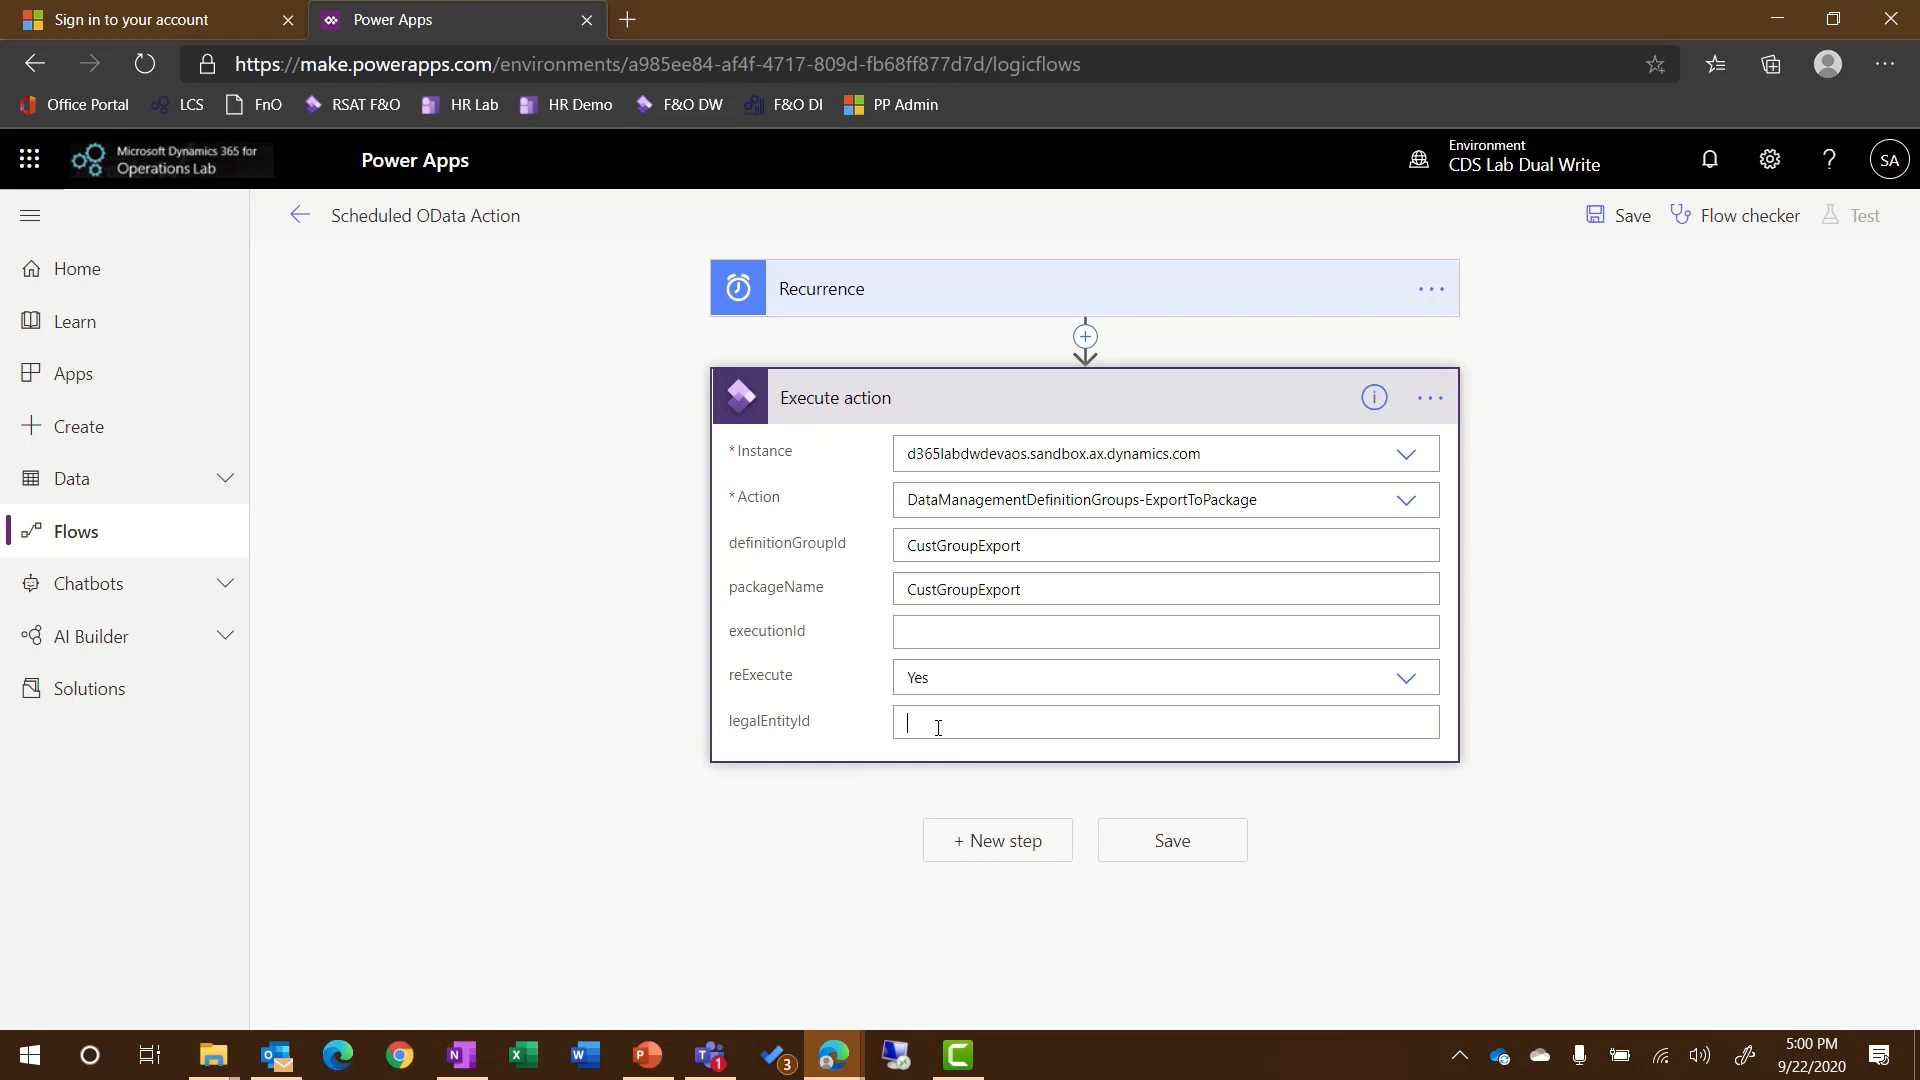 Sign in to your account
Power Apps
https://make.powerapps.com/environments/a985ee84-af4f-4717-809d-fb68ff877d7d/logicflows
Office Portal
LCS
FnO
RSAT F&O
HR Lab
HR Demo
F&O DW
F&O DI
PP Admin
Microsoft Dynamics 365 for
Operations Lab
Power Apps
Environment
CDS Lab Dual Write
?
SA
Scheduled OData Action
Save
Flow checker
Test
Home
Learn
Apps
Create
Data
Flows
Chatbots
AI Builder
Solutions
Recurrence
Execute action
* Instance
d365labdwdevaos.sandbox.ax.dynamics.com
* Action
DataManagementDefinitionGroups-ExportToPackage
definitionGroupId
CustGroupExport
packageName
CustGroupExport
executionId
reExecute
Yes
legalEntityId
+ New step
Save
3
1
5:00 PM
9/22/2020